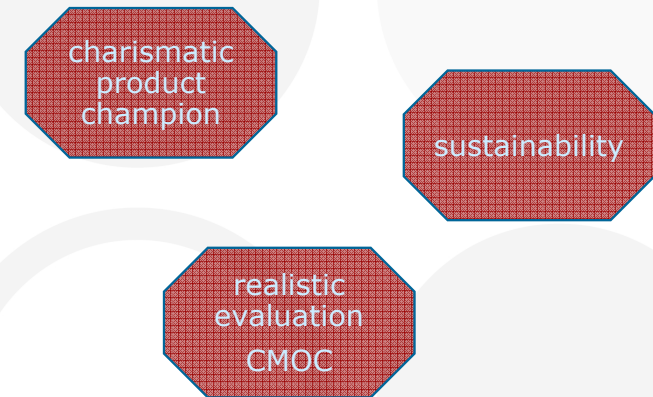 charismatic
product
champion
sustainability
realistic
evaluation
CMOC